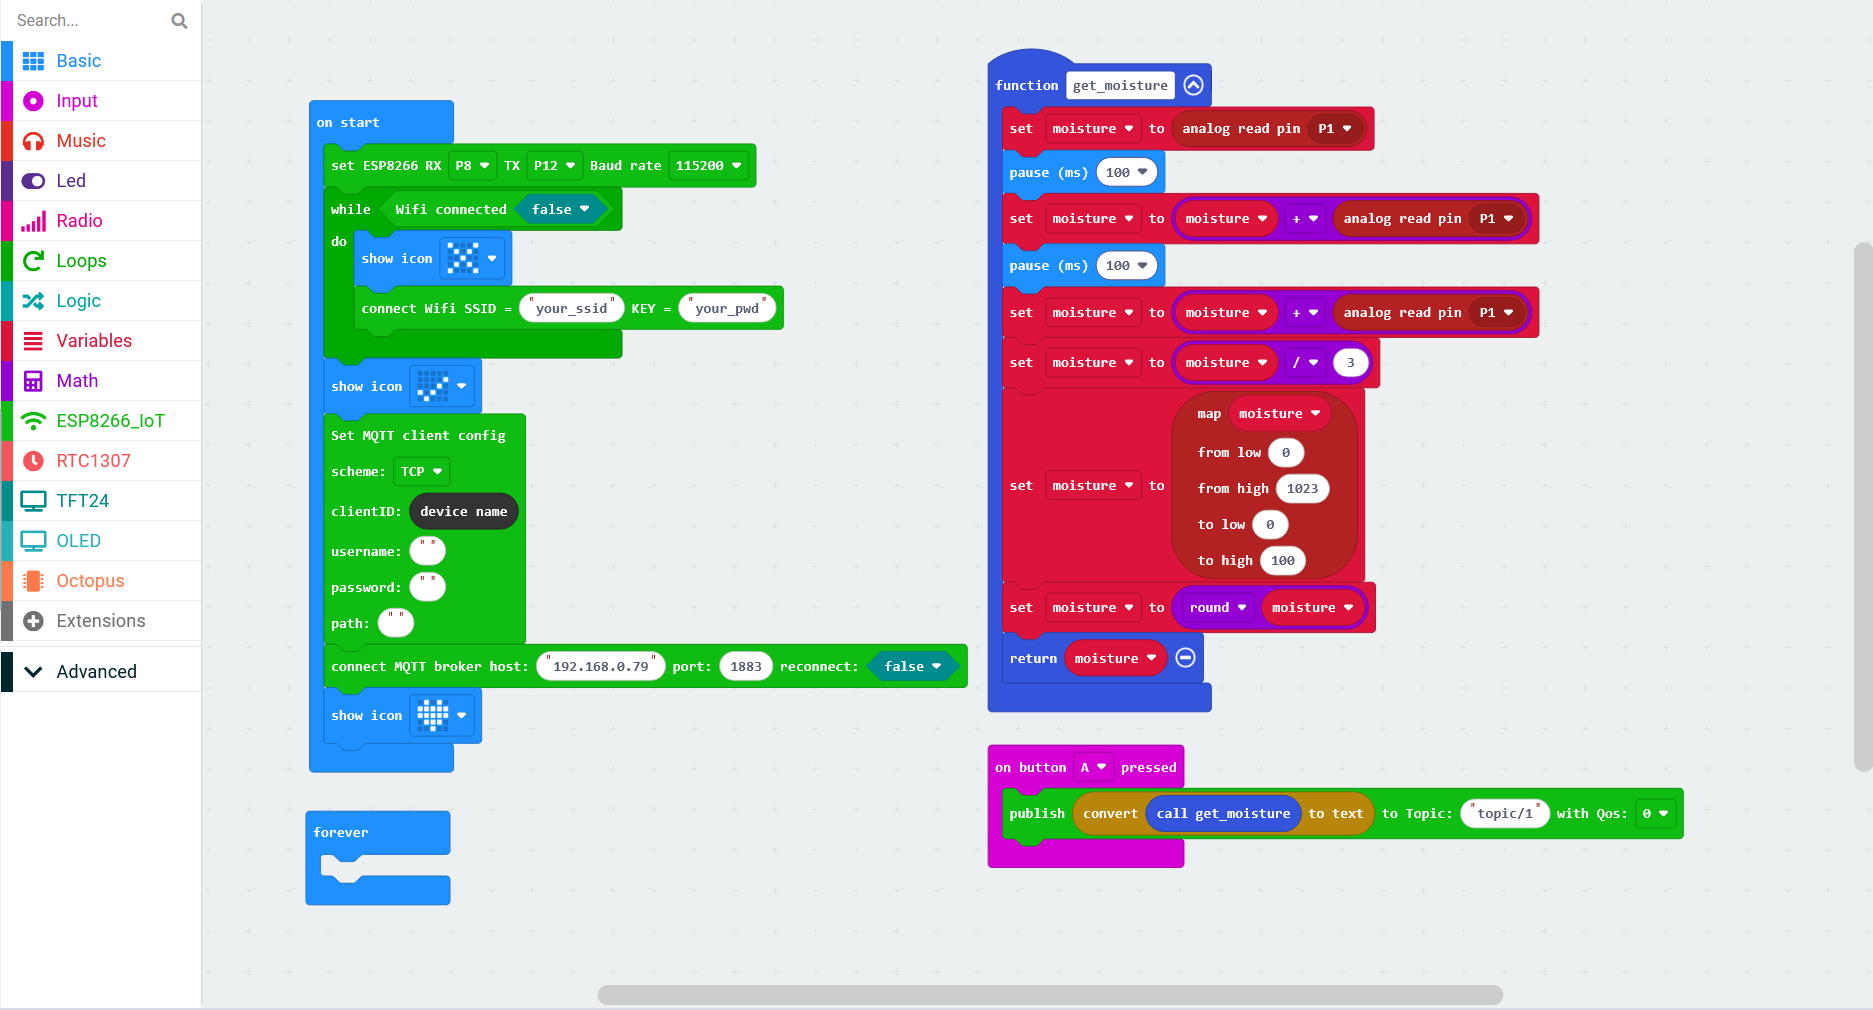 Search...
Basic
Input
Music
Led
Radio
Loops
Logic
Variables
Math
ESP8266_IoT
RTC1307
TFT24
OLED
Octopus
Extensions
Advanced
on start
set ESP8266 RX P8 TX P12 Baud rate 115200
while Wifi connected false
do
show icon
connect Wifi SSID = "your_ssid" KEY = "your_pwd"
show icon
Set MQTT client config
scheme: TCP
clientID: device name
username: ""
password: ""
path: ""
connect MQTT broker host: "192.168.0.79" port: 1883 reconnect: false
show icon
forever
function get_moisture
set moisture to analog read pin P1
pause (ms) 100
set moisture to moisture + analog read pin P1
pause (ms) 100
set moisture to moisture + analog read pin P1
set moisture to moisture / 3
set moisture to map moisture
from low 0
from high 1023
to low 0
to high 100
set moisture to round moisture
return moisture
on button A pressed
publish convert call get_moisture to text to Topic: "topic/1" with Qos: 0